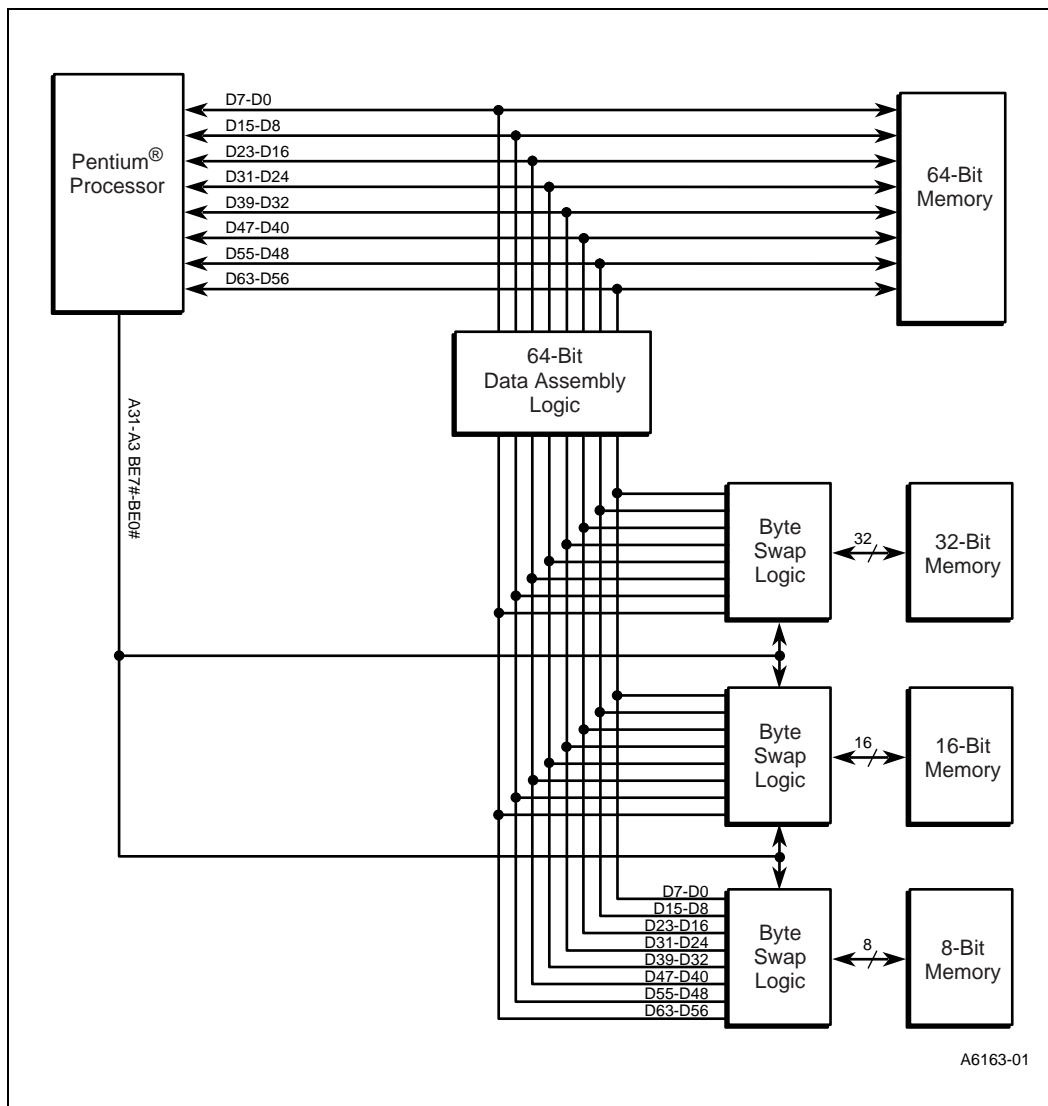 D7-D0
D15-D8
D23-D16
D31-D24
D39-D32
D47-D40
D55-D48
D63-D56
Pentium®
Processor
64-Bit
Memory
64-Bit
Data Assembly
Logic
A31-A3 BE7#-BE0#
Byte
Swap
Logic
32
32-Bit
Memory
Byte
Swap
Logic
16
16-Bit
Memory
D7-D0
D15-D8
D23-D16
D31-D24
D39-D32
D47-D40
D55-D48
D63-D56
Byte
Swap
Logic
8
8-Bit
Memory
A6163-01